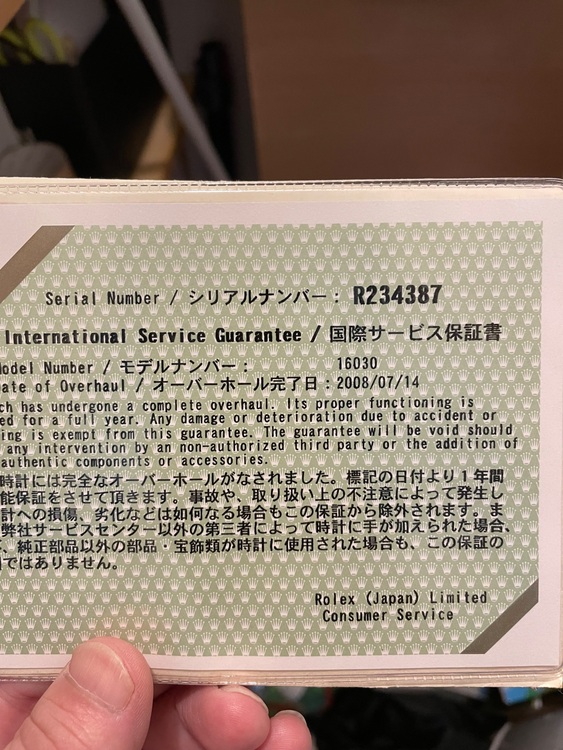 Serial Number / シリアルナンバー : R234387
International Service Guarantee / 国際サービス保証書
odel Number / モデルナンバー : 16030
ate of Overhaul / オーバーホール完了日 : 2008/07/14
ch has undergone a complete overhaul. Its proper functioning is
ed for a full year. Any damage or deterioration due to accident or
ing is exempt from this guarantee. The guarantee will be void should
any intervention by an non-authorized third party or the addition of
authentic components or accessories.
時計には完全なオーバーホールがなされました。標記の日付より1年間
能保証をさせて頂きます。事故や、取り扱い上の不注意によって発生し
計への損傷、劣化などは如何なる場合もこの保証から除外されます。ま
弊社サービスセンター以外の第三者によって時計に手が加えられた場合、
、純正部品以外の部品・宝飾類が時計に使用された場合も、この保証の
ではありません。
Rolex (Japan) Limited
Consumer Service